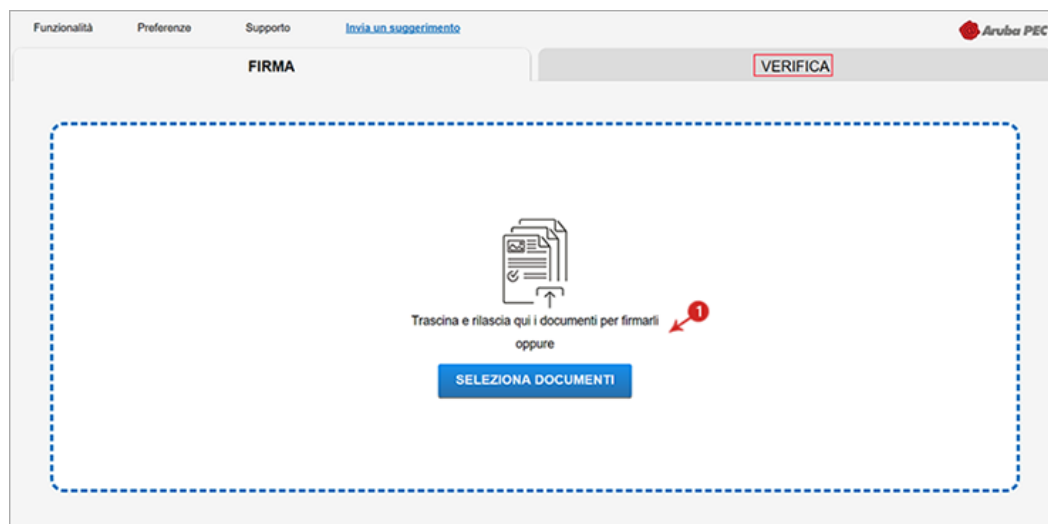 Funzionalità Preferenze Supporto Invia un suggerimento Aruba PEC
FIRMA VERIFICA
Trascina e rilascia qui i documenti per firmarli
1
oppure
SELEZIONA DOCUMENTI